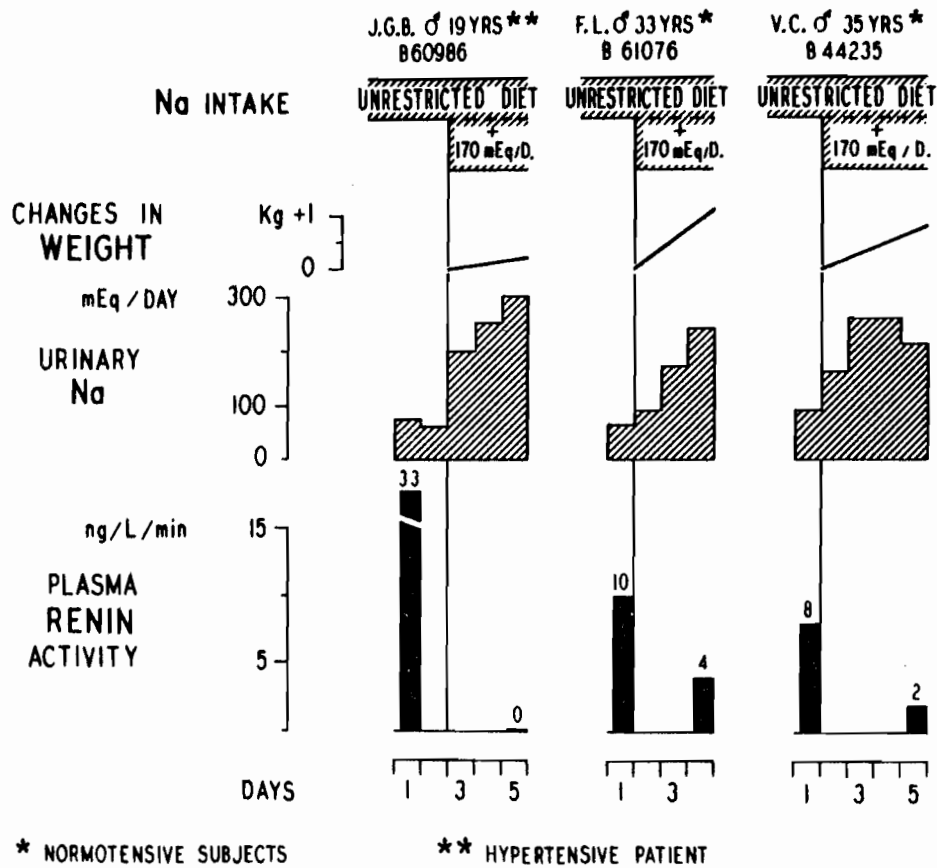 J.G.B. ♂ 19 YRS ** F.L. ♂ 33 YRS * V.C. ♂ 35 YRS *
B 60986 B 61076 B 44235
Na INTAKE UNRESTRICTED DIET UNRESTRICTED DIET UNRESTRICTED DIET
+ + +
170 mEq/D. 170 mEq/D. 170 mEq / D.
CHANGES IN Kg +1
WEIGHT 0
mEq / DAY 300
URINARY
Na
100
0
33
ng/L/min 15
PLASMA 10 8
RENIN
ACTIVITY 5 4 2
0
DAYS 1 3 5 1 3 1 3 5
* NORMOTENSIVE SUBJECTS ** HYPERTENSIVE PATIENT